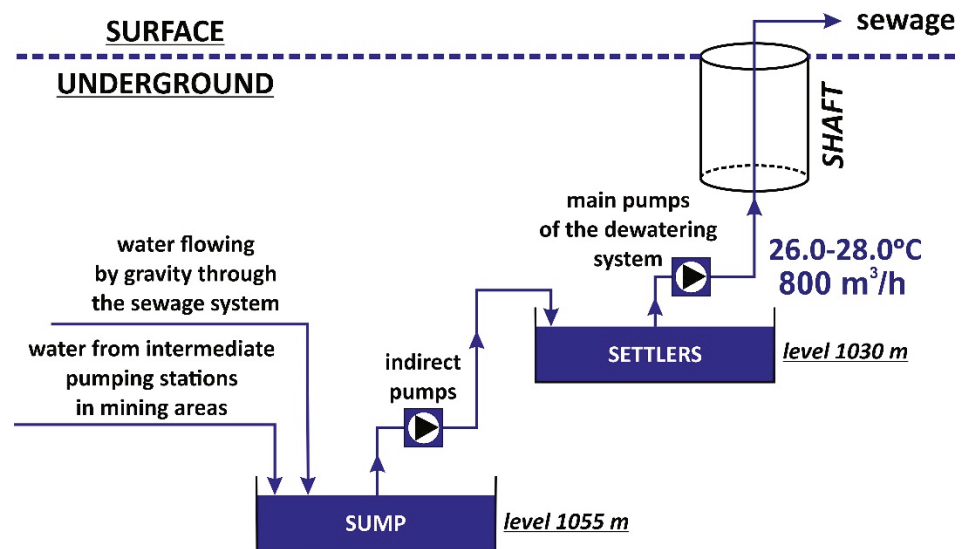 SURFACE
UNDERGROUND
sewage
SHAFT
main pumps
of the dewatering
system
26.0-28.0°C
800 m³/h
water flowing
by gravity through
the sewage system
water from intermediate
pumping stations
in mining areas
indirect
pumps
SETTLERS
level 1030 m
SUMP
level 1055 m